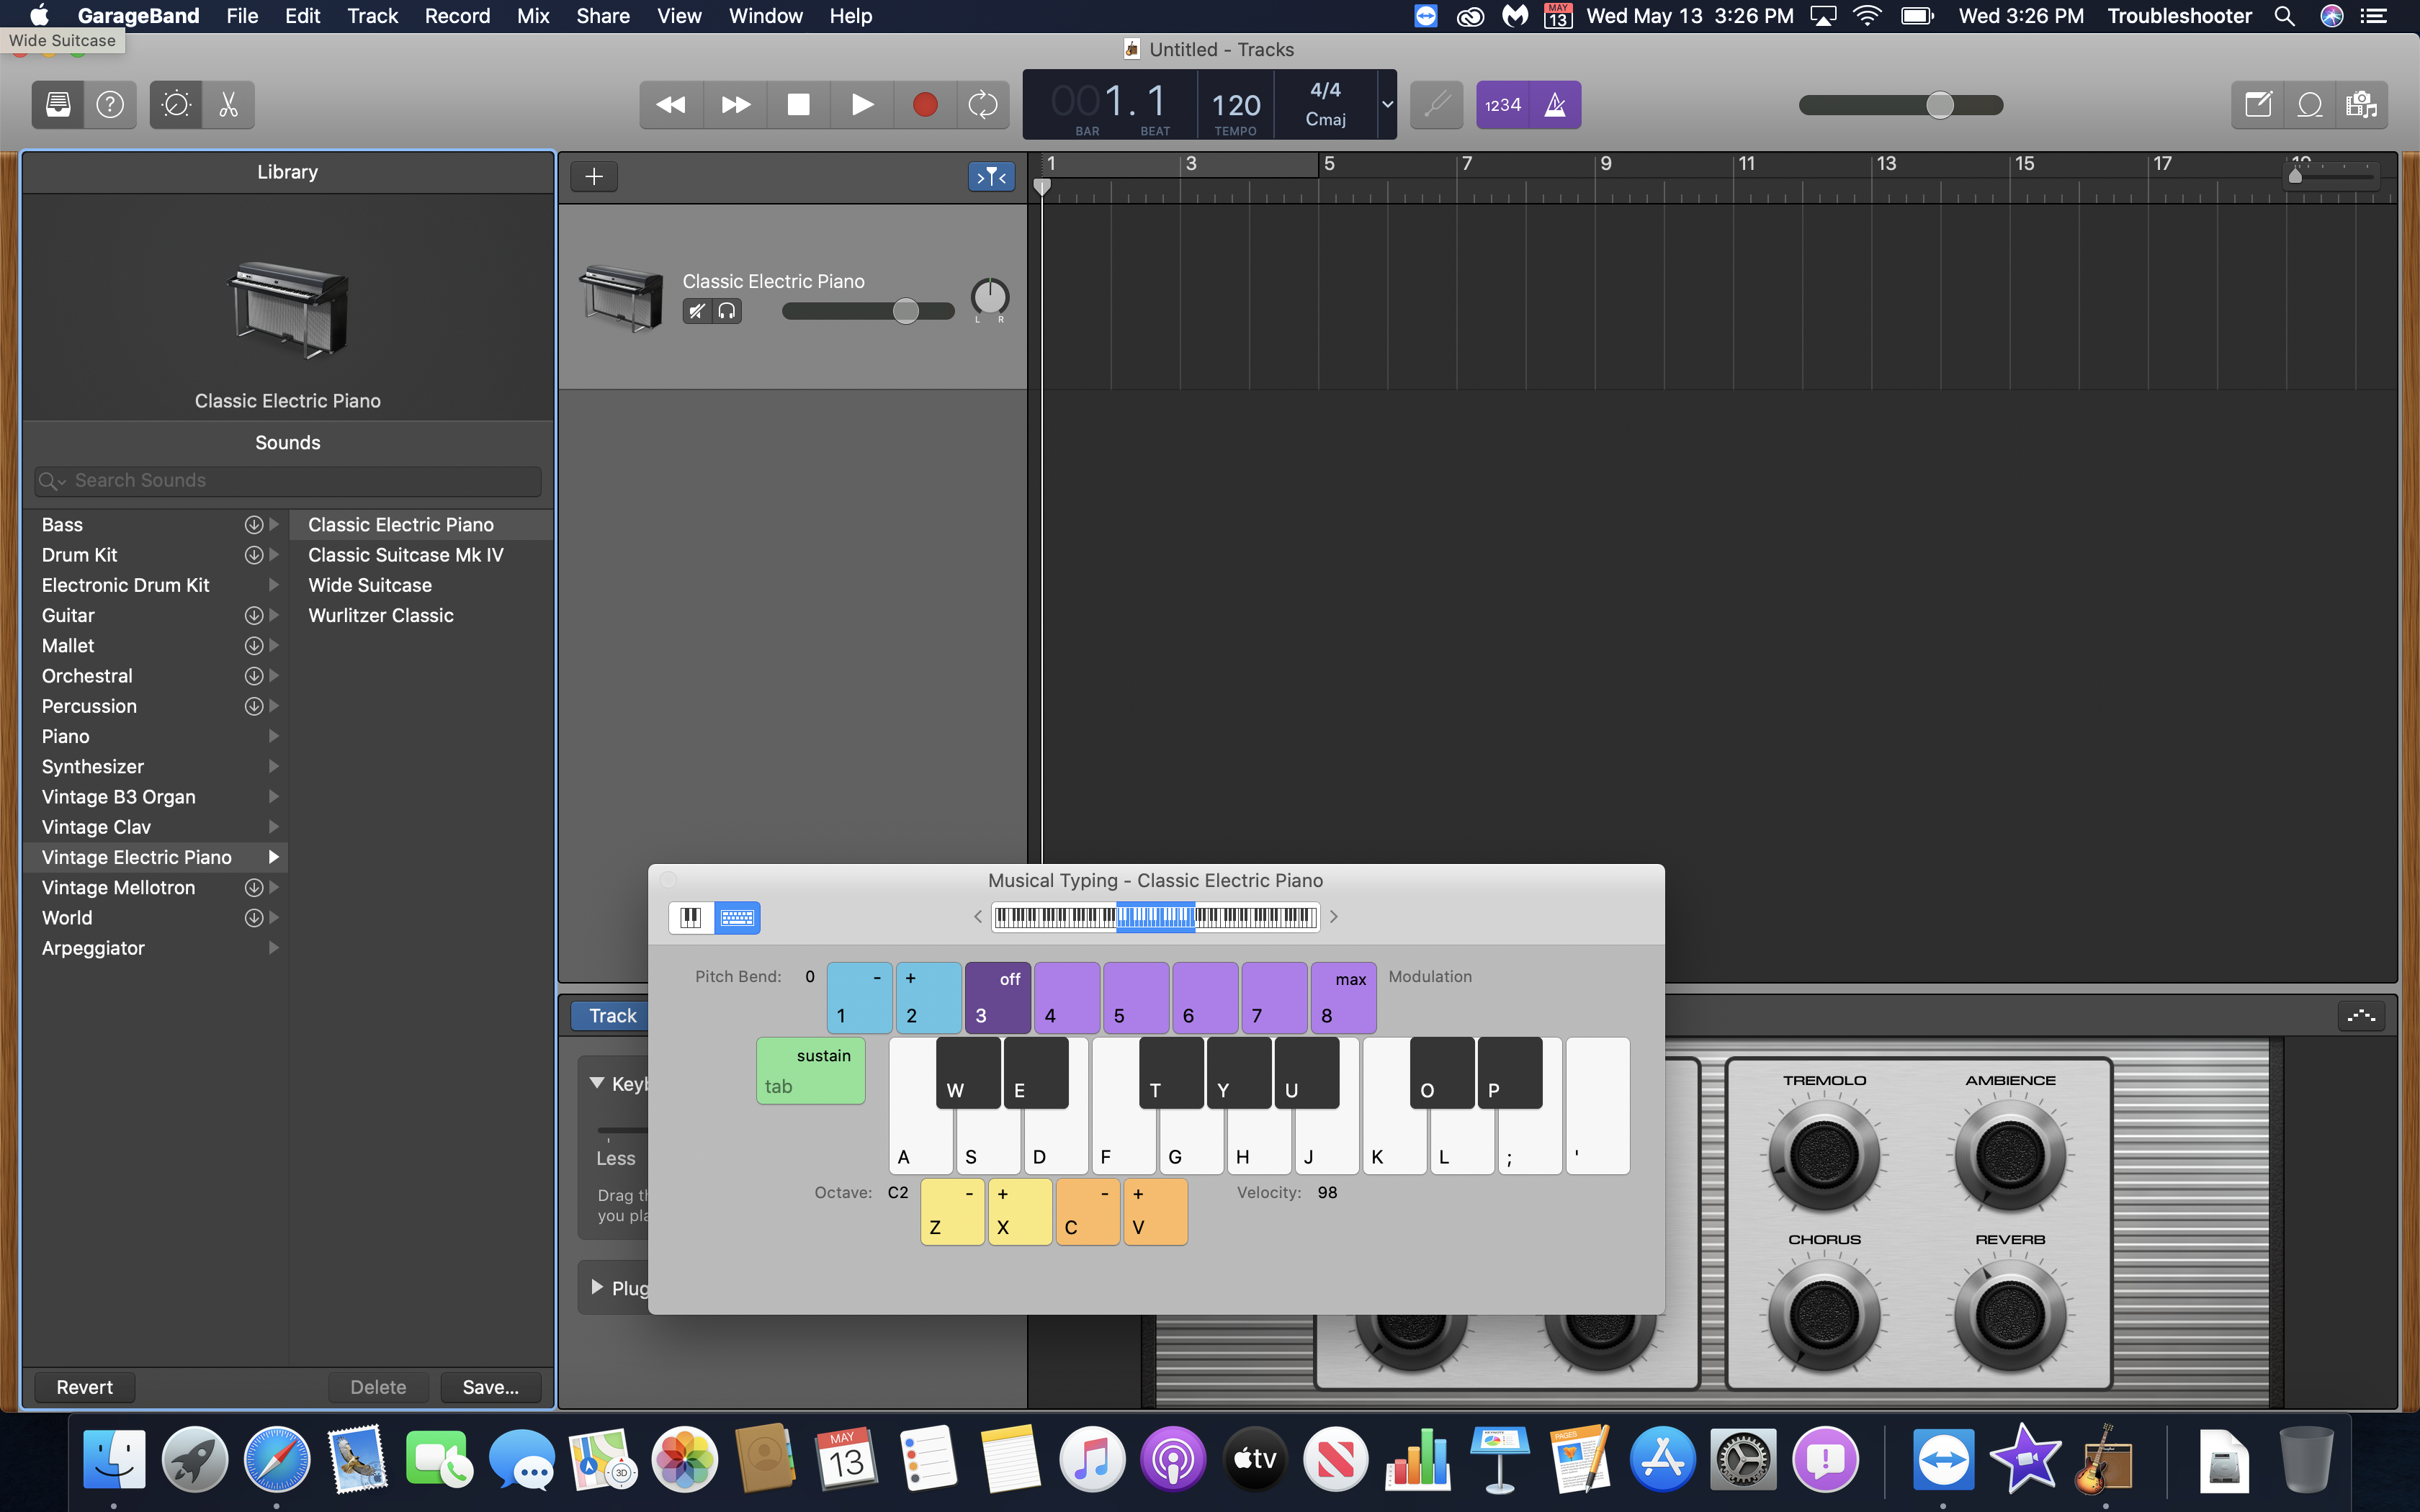 GarageBand File Edit Track Record Mix Share View Window Help
MAY 13 Wed May 13 3:26 PM Wed 3:26 PM Troubleshooter
Wide Suitcase
Untitled - Tracks
001.1 120 4/4
Cmaj
BAR BEAT TEMPO
1234
Library
1 3 5 7 9 11 13 15 17 19
Classic Electric Piano
L R
Classic Electric Piano
Sounds
Search Sounds
Bass
Drum Kit
Electronic Drum Kit
Guitar
Mallet
Orchestral
Percussion
Piano
Synthesizer
Vintage B3 Organ
Vintage Clav
Vintage Electric Piano
Vintage Mellotron
World
Arpeggiator
Classic Electric Piano
Classic Suitcase Mk IV
Wide Suitcase
Wurlitzer Classic
Revert Delete Save...
Track
Keyb
Less
Drag th
you pla
Plug
Musical Typing - Classic Electric Piano
Pitch Bend: 0 - + off max Modulation
1 2 3 4 5 6 7 8
sustain
tab
W E T Y U O P
A S D F G H J K L ; '
Octave: C2 - + - + Velocity: 98
Z X C V
TREMOLO AMBIENCE
CHORUS REVERB
MAY
13
3D
tv
PAGES